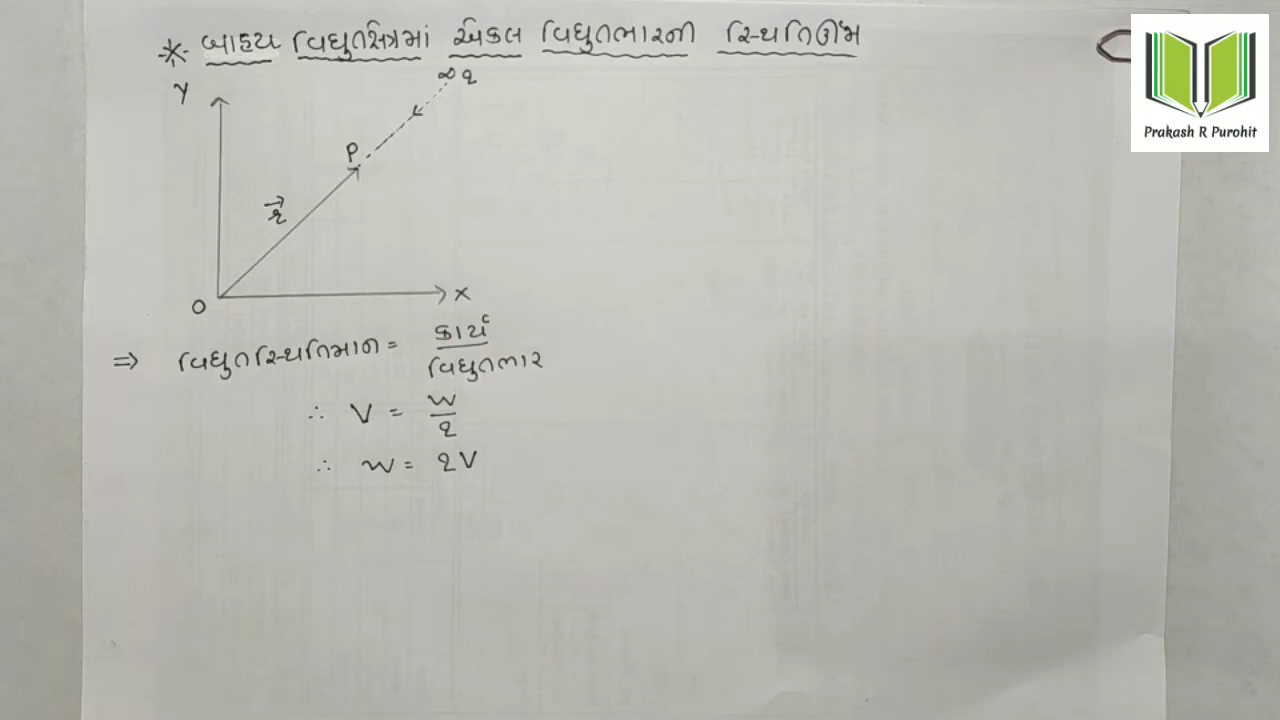 * બાહ્ય વિદ્યુતક્ષેત્રમાં એકલ વિદ્યુતભારની સ્થિતિઊર્જા
∞ q
Y
P
r⃗
O
X
⇒ વિદ્યુતસ્થિતિમાન = કાર્ય / વિદ્યુતભાર
∴ V = W / q
∴ W = qV
Prakash R Purohit